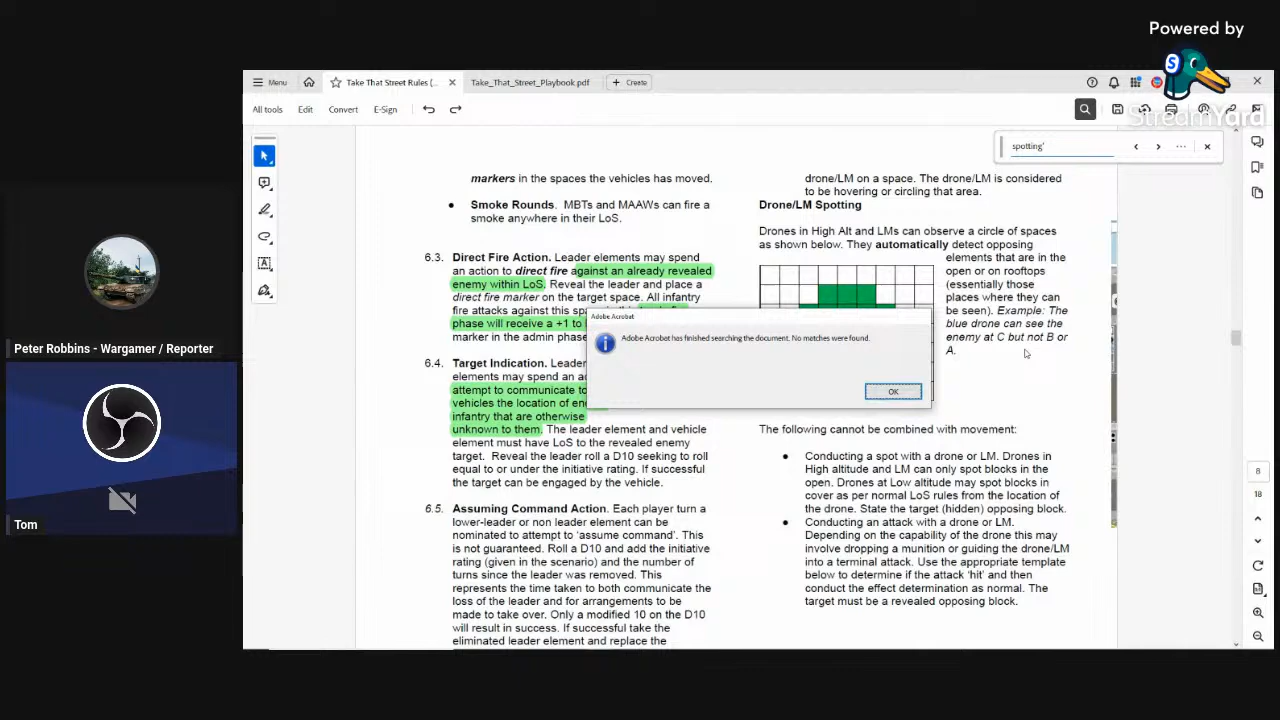 Powered by
StreamYard
Menu
Take That Street Rules (...
Take_That_Street_Playbook.pdf
Create
All tools
Edit
Convert
E-Sign
spotting'
markers in the spaces the vehicles has moved.
Smoke Rounds. MBTs and MAAWs can fire a
smoke anywhere in their LoS.
6.3. Direct Fire Action. Leader elements may spend
an action to direct fire against an already revealed
enemy within LoS. Reveal the leader and place a
direct fire marker on the target space. All infantry
fire attacks against this
phase will receive a +1 to
marker in the admin phase
6.4. Target Indication. Leader
elements may spend an
attempt to communicate to
vehicles the location of
infantry that are otherwise
unknown to them. The leader element and vehicle
element must have LoS to the revealed enemy
target. Reveal the leader roll a D10 seeking to roll
equal to or under the initiative rating. If successful
the target can be engaged by the vehicle.
6.5. Assuming Command Action. Each player turn a
lower-leader or non leader element can be
nominated to attempt to 'assume command'. This
is not guaranteed. Roll a D10 and add the initiative
rating (given in the scenario) and the number of
turns since the leader was removed. This
represents the time taken to both communicate the
loss of the leader and for arrangements to be
made to take over. Only a modified 10 on the D10
will result in success. If successful take the
eliminated leader element and replace the
drone/LM on a space. The drone/LM is considered
to be hovering or circling that area.
Drone/LM Spotting
Drones in High Alt and LMs can observe a circle of spaces
as shown below. They automatically detect opposing
elements that are in the
open or on rooftops
(essentially those
places where they can
be seen). Example: The
blue drone can see the
enemy at C but not B or
A.
The following cannot be combined with movement:
Conducting a spot with a drone or LM. Drones in
High altitude and LM can only spot blocks in the
open. Drones at Low altitude may spot blocks in
cover as per normal LoS rules from the location of
the drone. State the target (hidden) opposing block.
Conducting an attack with a drone or LM.
Depending on the capability of the drone this may
involve dropping a munition or guiding the drone/LM
into a terminal attack. Use the appropriate template
below to determine if the attack 'hit' and then
conduct the effect determination as normal. The
target must be a revealed opposing block.
Adobe Acrobat
Adobe Acrobat has finished searching the document. No matches were found.
OK
8
18
Peter Robbins - Wargamer / Reporter
Tom